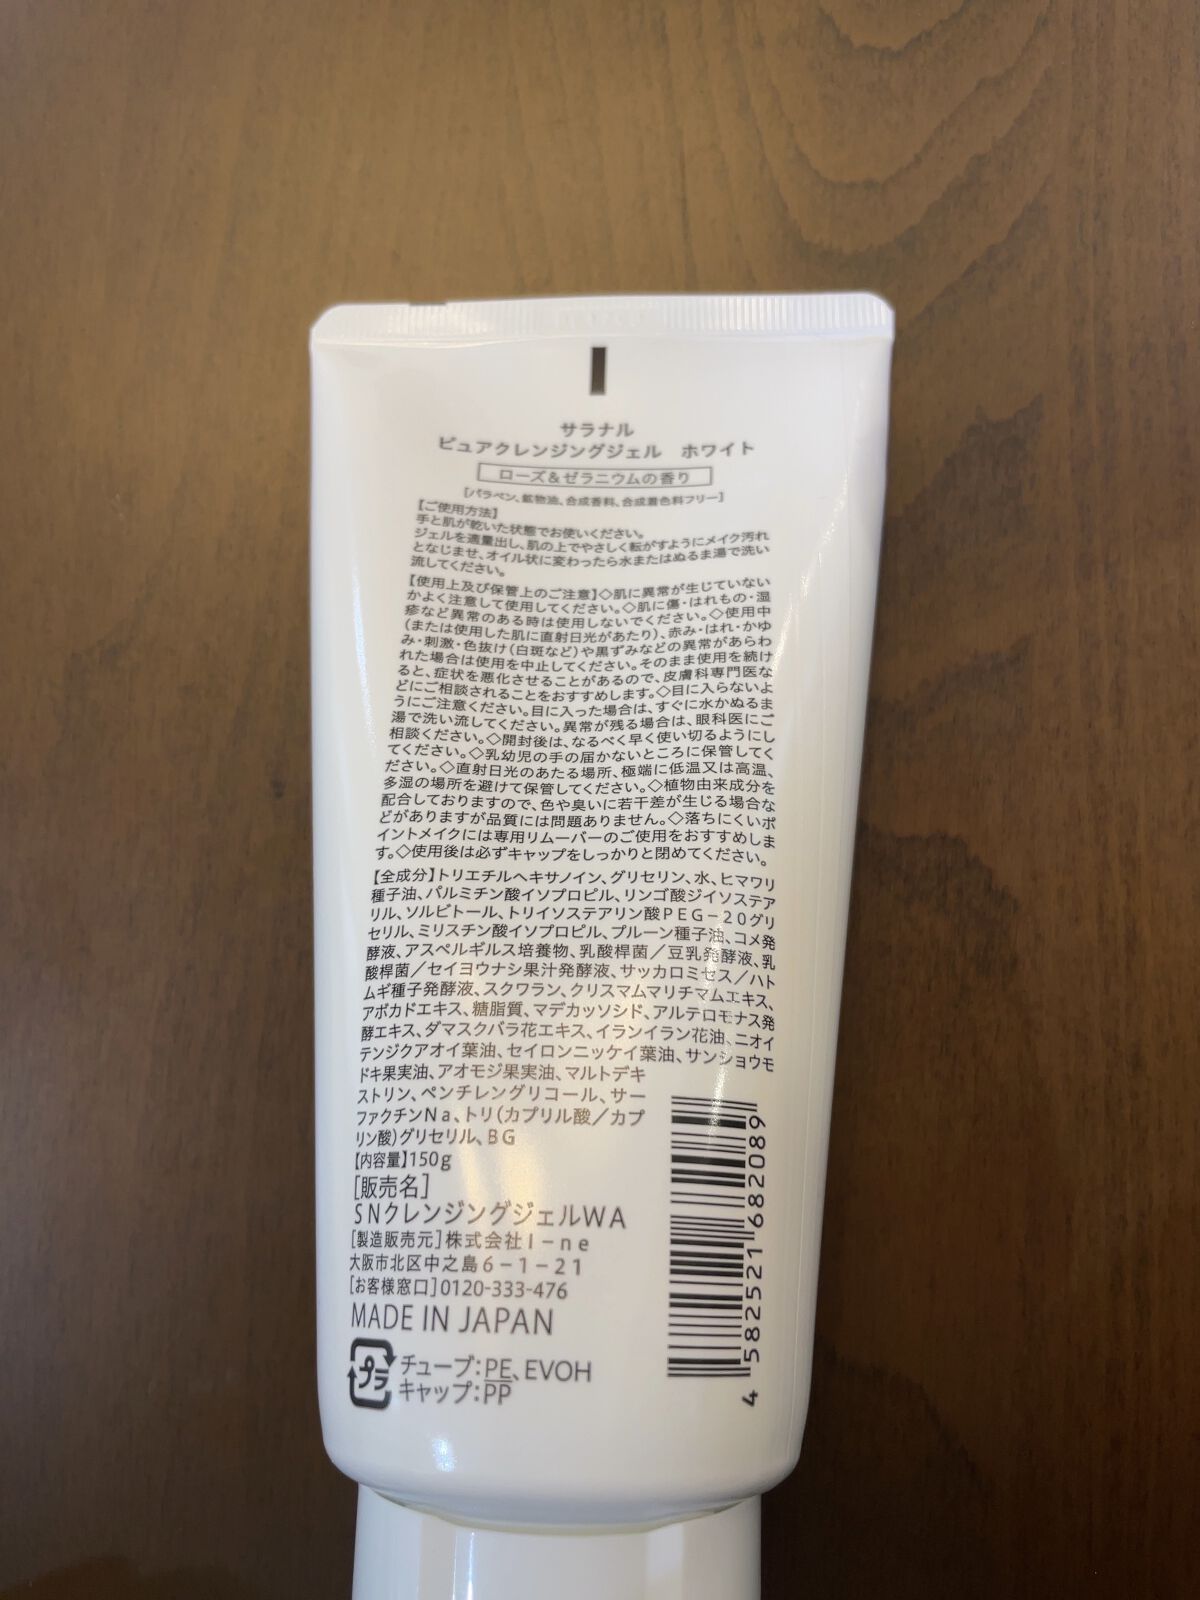 サラナル
ピュアクレンジングジェル　ホワイト
ローズ&ゼラニウムの香り
[パラベン、鉱物油、合成香料、合成着色料フリー]
【ご使用方法】
手と肌が乾いた状態でお使いください。
ジェルを適量出し、肌の上でやさしく転がすようにメイク汚れ
となじませ、オイル状に変わったら水またはぬるま湯で洗い
流してください。
【使用上及び保管上のご注意】◇肌に異常が生じていない
かよく注意して使用してください。◇肌に傷・はれもの・湿
疹など異常のある時は使用しないでください。◇使用中
(または使用した肌に直射日光があたり)、赤み・はれ・かゆ
み・刺激・色抜け(白斑など)や黒ずみなどの異常があらわ
れた場合は使用を中止してください。そのまま使用を続け
ると、症状を悪化させることがあるので、皮膚科専門医な
どにご相談されることをおすすめします。◇目に入らないよ
うにご注意ください。目に入った場合は、すぐに水かぬるま
湯で洗い流してください。異常が残る場合は、眼科医にご
相談ください。◇開封後は、なるべく早く使い切るようにし
てください。◇乳幼児の手の届かないところに保管してく
ださい。◇直射日光のあたる場所、極端に低温又は高温、
多湿の場所を避けて保管してください。◇植物由来成分を
配合しておりますので、色や臭いに若干差が生じる場合な
どがありますが品質には問題ありません。◇落ちにくいポ
イントメイクには専用リムーバーのご使用をおすすめしま
す。◇使用後は必ずキャップをしっかりと閉めてください。
【全成分】トリエチルヘキサノイン、グリセリン、水、ヒマワリ
種子油、パルミチン酸イソプロピル、リンゴ酸ジイソステア
リル、ソルビトール、トリイソステアリン酸PEG-20グリ
セリル、ミリスチン酸イソプロピル、プルーン種子油、コメ発
酵液、アスペルギルス培養物、乳酸桿菌/豆乳発酵液、乳
酸桿菌/セイヨウナシ果汁発酵液、サッカロミセス/ハト
ムギ種子発酵液、スクワラン、クリスマムマリチマムエキス、
アボカドエキス、糖脂質、マデカッソシド、アルテロモナス発
酵エキス、ダマスクバラ花エキス、イランイラン花油、ニオイ
テンジクアオイ葉油、セイロンニッケイ葉油、サンショウモ
ドキ果実油、アオモジ果実油、マルトデキ
ストリン、ペンチレングリコール、サー
ファクチンNa、トリ(カプリル酸/カプ
リン酸)グリセリル、BG
【内容量】150g
[販売名]
SNクレンジングジェルWA
[製造販売元]株式会社I-ne
大阪市北区中之島6-1-21
[お客様窓口]0120-333-476
MADE IN JAPAN
プラ
チューブ:PE、EVOH
キャップ:PP
4 582521 682089